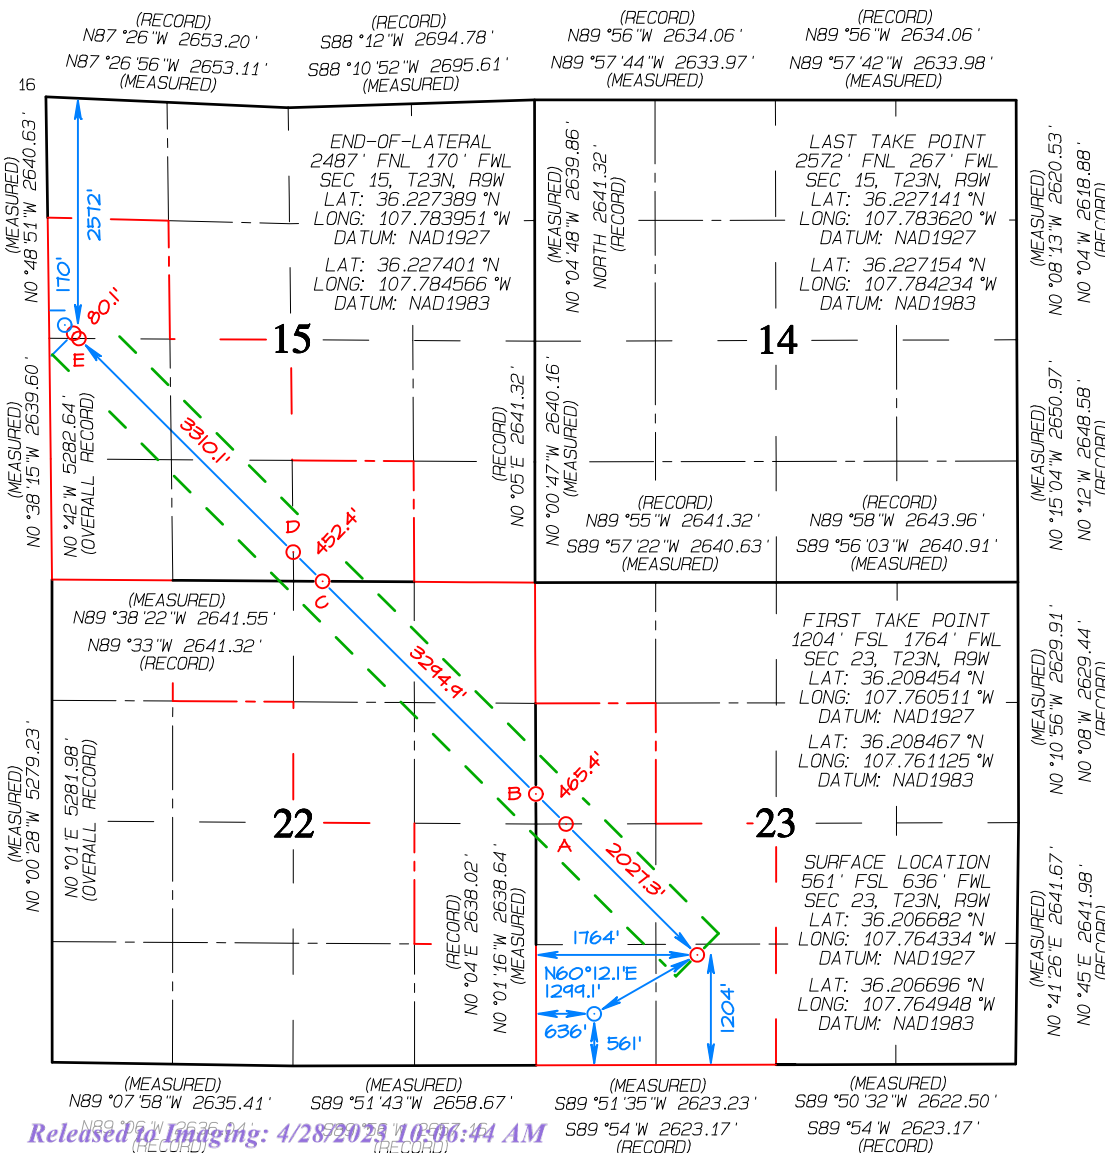 (RECORD)
N87°26'W 2653.20'
N87°26'56"W 2653.11'
(MEASURED)
(RECORD)
S88°12'W 2694.78'
S88°10'52"W 2695.61'
(MEASURED)
(RECORD)
N89°56'W 2634.06'
N89°57'44"W 2633.97'
(MEASURED)
(RECORD)
N89°56'W 2634.06'
N89°57'42"W 2633.98'
(MEASURED)
16
(MEASURED)
N0°48'51"W 2640.63'
2572'
170'
80.1'
E
END-OF-LATERAL
2487' FNL 170' FWL
SEC 15, T23N, R9W
LAT: 36.227389°N
LONG: 107.783951°W
DATUM: NAD1927
LAT: 36.227401°N
LONG: 107.784566°W
DATUM: NAD1983
15
(MEASURED)
N0°04'48"W 2639.86'
NORTH 2641.32'
(RECORD)
LAST TAKE POINT
2572' FNL 267' FWL
SEC 15, T23N, R9W
LAT: 36.227141°N
LONG: 107.783620°W
DATUM: NAD1927
LAT: 36.227154°N
LONG: 107.784234°W
DATUM: NAD1983
14
(MEASURED)
N0°08'13"W 2620.53'
N0°04'W 2618.88'
(RECORD)
(MEASURED)
N0°38'15"W 2639.60'
N0°42'W 5282.64'
(OVERALL RECORD)
3310.1'
D
452.4'
C
(RECORD)
N0°05'E 2641.32'
N0°00'47"W 2640.16'
(MEASURED)
(RECORD)
N89°55'W 2641.32'
S89°57'22"W 2640.63'
(MEASURED)
(RECORD)
N89°58'W 2643.96'
S89°56'03"W 2640.91'
(MEASURED)
(MEASURED)
N0°15'04"W 2650.97'
N0°12'W 2648.58'
(RECORD)
(MEASURED)
N89°38'22"W 2641.55'
N89°33'W 2641.32'
(RECORD)
3294.9'
B
465.4'
A
FIRST TAKE POINT
1204' FSL 1764' FWL
SEC 23, T23N, R9W
LAT: 36.208454°N
LONG: 107.760511°W
DATUM: NAD1927
LAT: 36.208467°N
LONG: 107.761125°W
DATUM: NAD1983
(MEASURED)
N0°10'56"W 2629.91'
N0°08'W 2629.44'
(RECORD)
(MEASURED)
N0°00'28"W 5279.23'
N0°01'E 5281.98'
(OVERALL RECORD)
22
23
2027.3'
(RECORD)
N0°04'E 2638.02'
N0°01'16"W 2638.64'
(MEASURED)
1764'
N60°12.1'E
1299.1'
636'
561'
1204'
SURFACE LOCATION
561' FSL 636' FWL
SEC 23, T23N, R9W
LAT: 36.206682°N
LONG: 107.764334°W
DATUM: NAD1927
LAT: 36.206696°N
LONG: 107.764948°W
DATUM: NAD1983
(MEASURED)
N0°41'26"E 2641.67'
N0°45'E 2641.98'
(RECORD)
(MEASURED)
N89°07'58"W 2635.41'
(RECORD)
(MEASURED)
S89°51'43"W 2658.67'
(RECORD)
(MEASURED)
S89°51'35"W 2623.23'
S89°54'W 2623.17'
(RECORD)
(MEASURED)
S89°50'32"W 2622.50'
S89°54'W 2623.17'
(RECORD)
Released to Imaging: 4/28/2023 10:06:44 AM